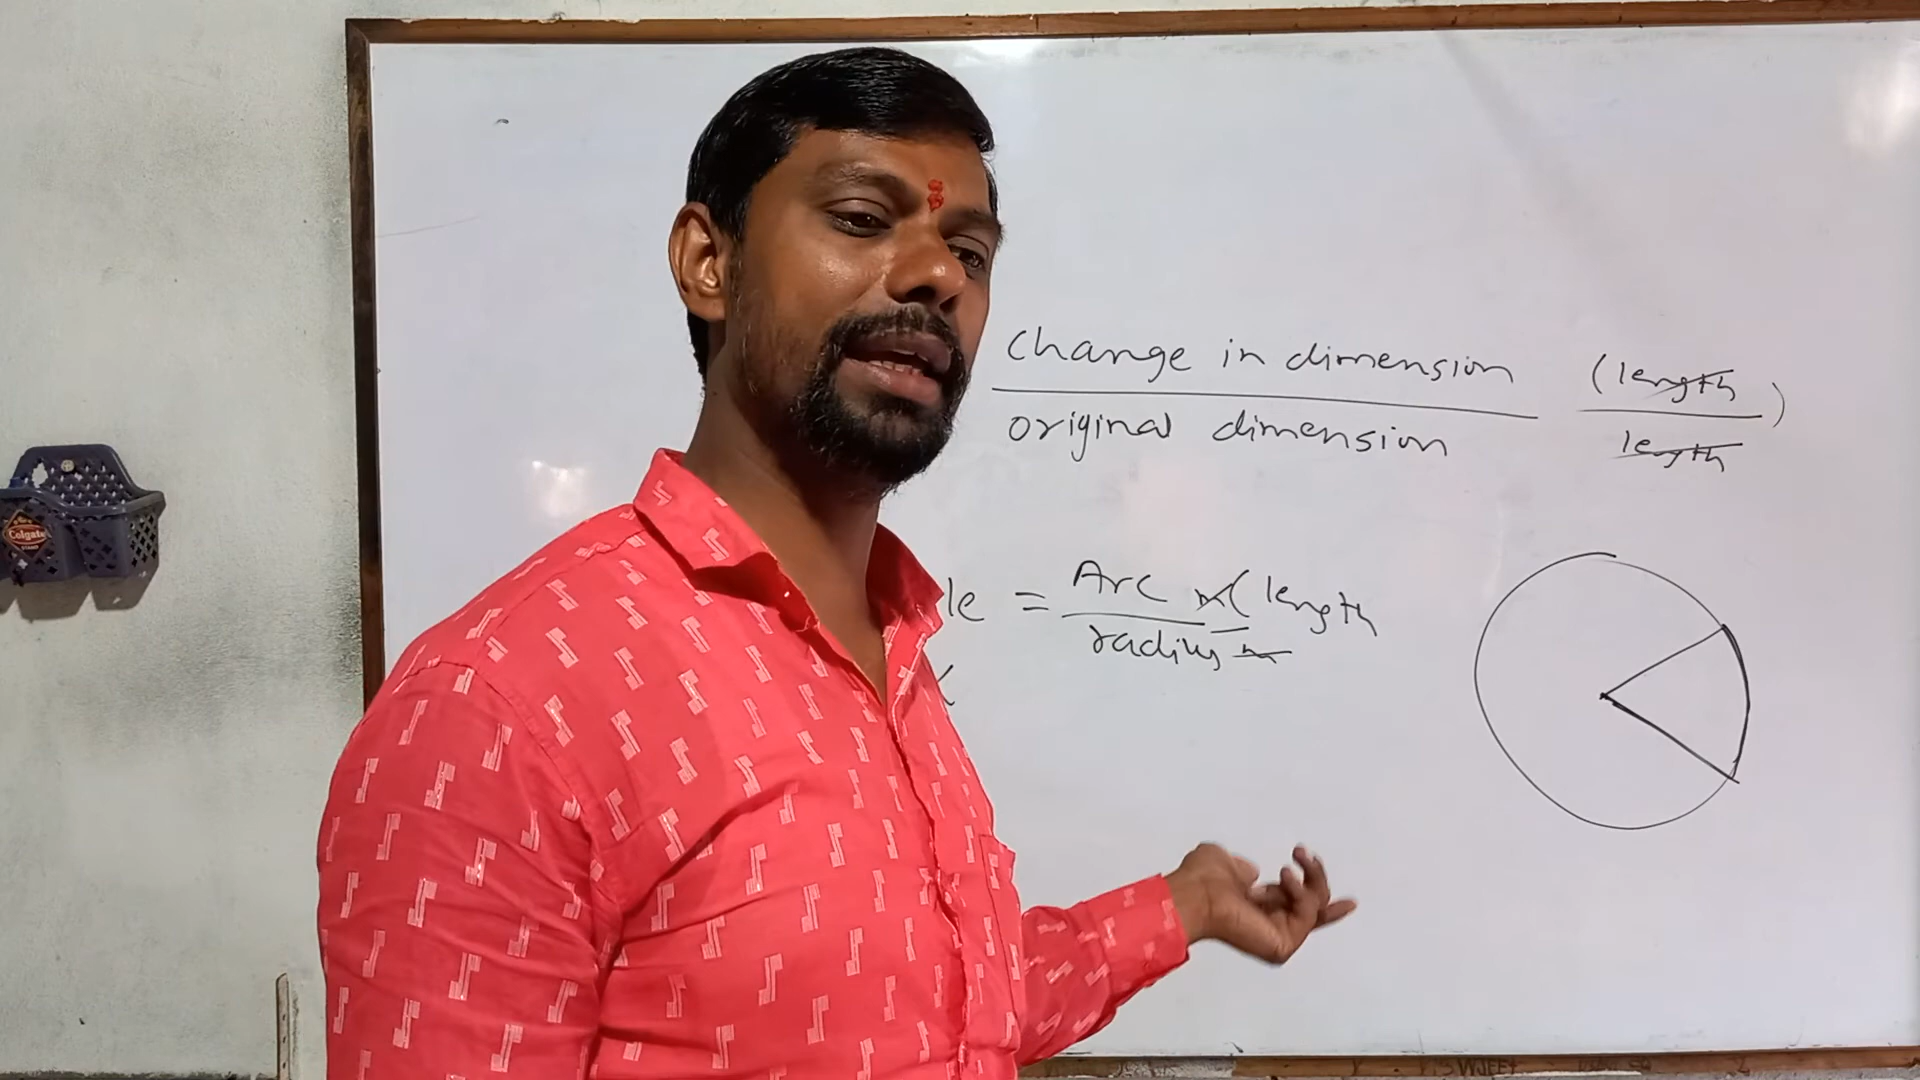 change in dimension (length
original dimension length)
le = Arc m (length
radius m
Colgate